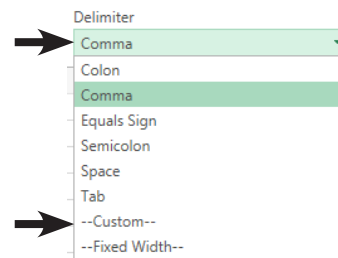 Delimiter
Comma
Colon
Comma
Equals Sign
Semicolon
Space
Tab
--Custom--
--Fixed Width--